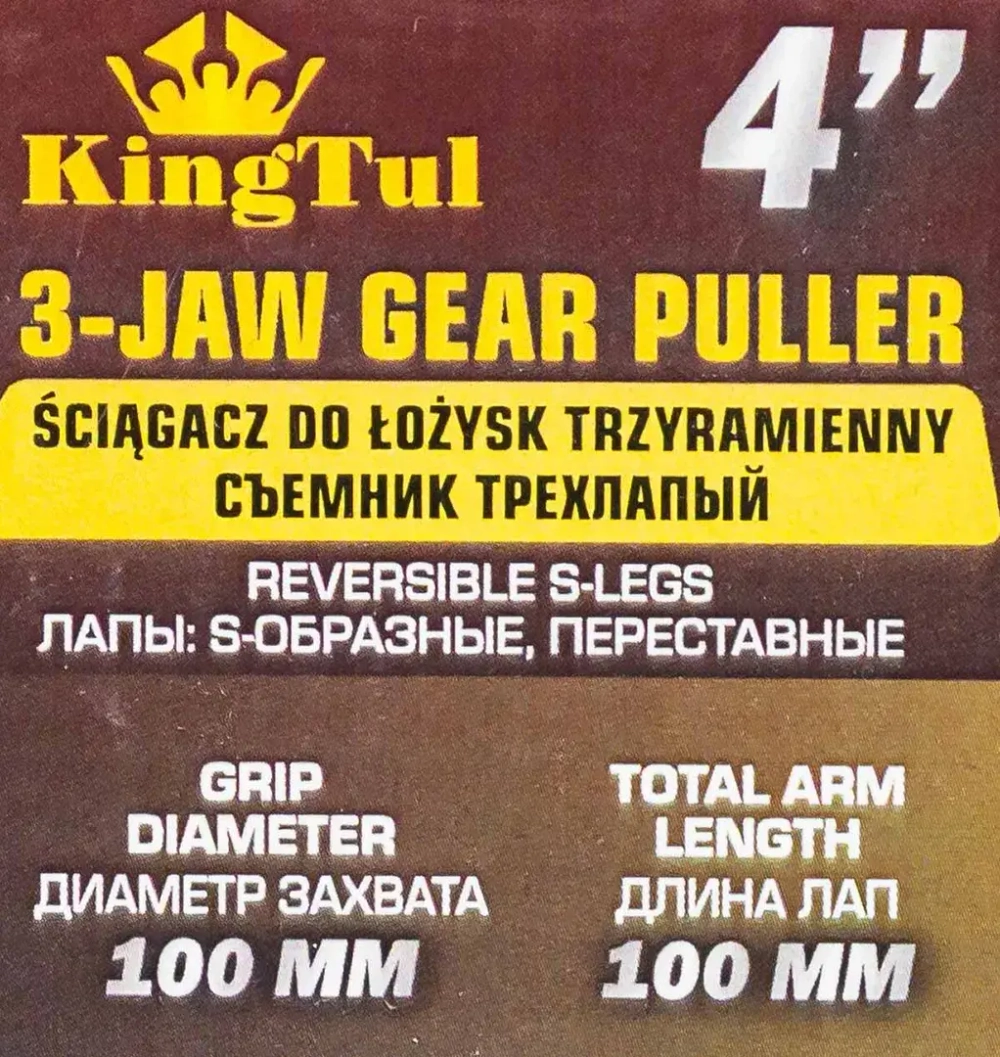 KingTul
4”
3-JAW GEAR PULLER
ŚCIĄGACZ DO ŁOŻYSK TRZYRAMIENNY
СЪЕМНИК ТРЕХЛАПЫЙ
REVERSIBLE S-LEGS
ЛАПЫ: S-ОБРАЗНЫЕ, ПЕРЕСТАВНЫЕ
GRIP
DIAMETER
ДИАМЕТР ЗАХВАТА
100 MM
TOTAL ARM
LENGTH
ДЛИНА ЛАП
100 MM